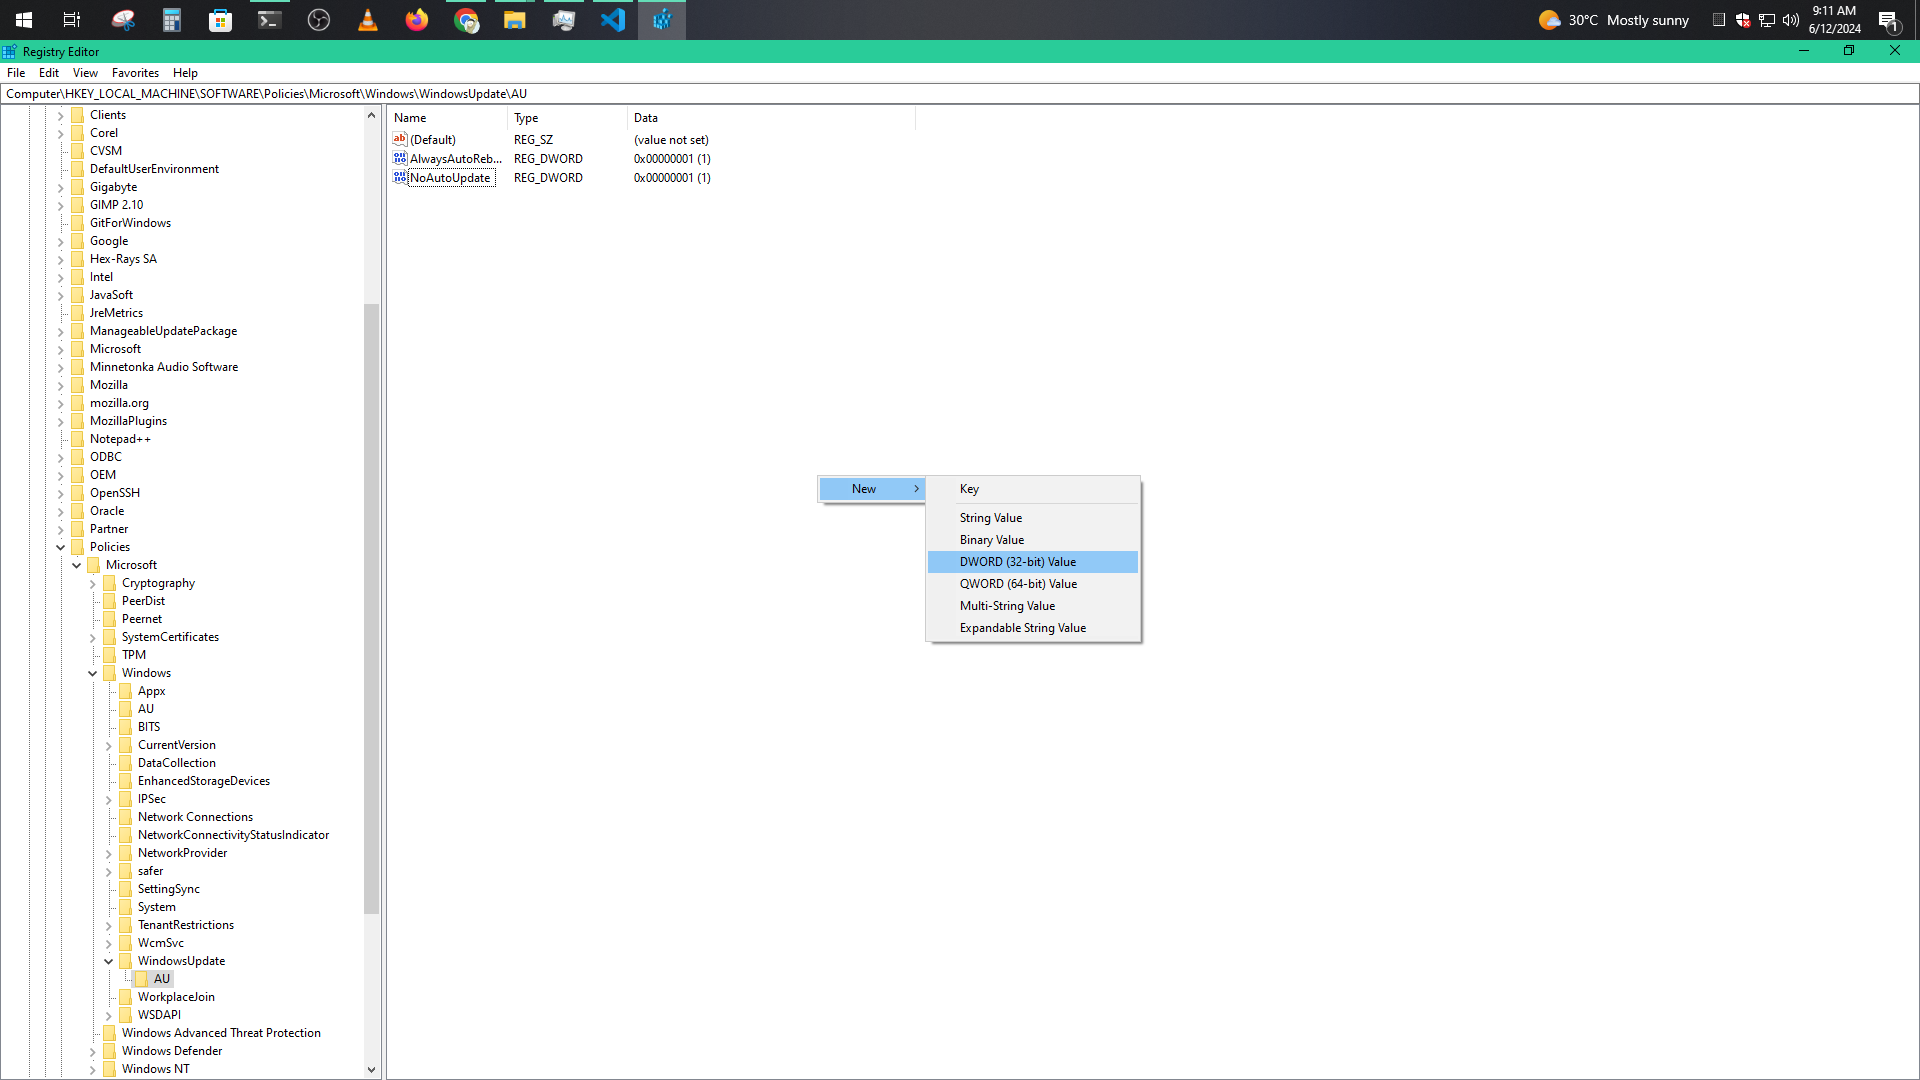 30°C Mostly sunny
9:11 AM
6/12/2024
1
Registry Editor
File Edit View Favorites Help
Computer\HKEY_LOCAL_MACHINE\SOFTWARE\Policies\Microsoft\Windows\WindowsUpdate\AU
Clients
Corel
CVSM
DefaultUserEnvironment
Gigabyte
GIMP 2.10
GitForWindows
Google
Hex-Rays SA
Intel
JavaSoft
JreMetrics
ManageableUpdatePackage
Microsoft
Minnetonka Audio Software
Mozilla
mozilla.org
MozillaPlugins
Notepad++
ODBC
OEM
OpenSSH
Oracle
Partner
Policies
Microsoft
Cryptography
PeerDist
Peernet
SystemCertificates
TPM
Windows
Appx
AU
BITS
CurrentVersion
DataCollection
EnhancedStorageDevices
IPSec
Network Connections
NetworkConnectivityStatusIndicator
NetworkProvider
safer
SettingSync
System
TenantRestrictions
WcmSvc
WindowsUpdate
AU
WorkplaceJoin
WSDAPI
Windows Advanced Threat Protection
Windows Defender
Windows NT
Name Type Data
(Default) REG_SZ (value not set)
AlwaysAutoReb... REG_DWORD 0x00000001 (1)
NoAutoUpdate REG_DWORD 0x00000001 (1)
New
Key
String Value
Binary Value
DWORD (32-bit) Value
QWORD (64-bit) Value
Multi-String Value
Expandable String Value